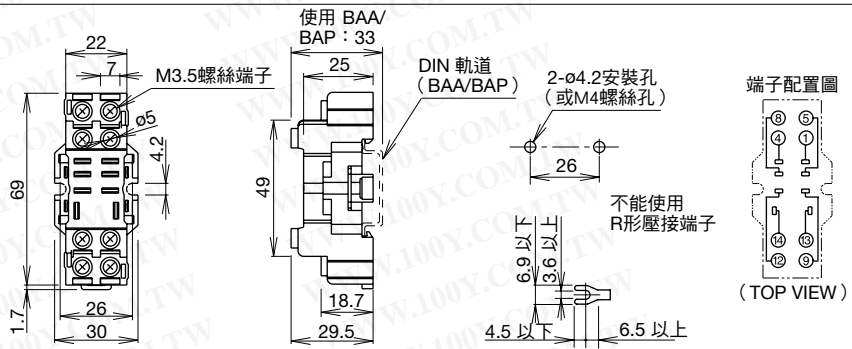 使用 BAA/
BAP：33
22
7
M3.5螺絲端子
ø5
4.2
69
1.7
26
30
25
DIN 軌道
（BAA/BAP）
49
18.7
29.5
2-ø4.2安裝孔
（或M4螺絲孔）
26
不能使用
R形壓接端子
6.9 以下
3.6 以上
4.5 以下
6.5 以上
端子配置圖
8
5
4
1
14
13
12
9
（TOP VIEW）
WWW.100Y.COM.TW